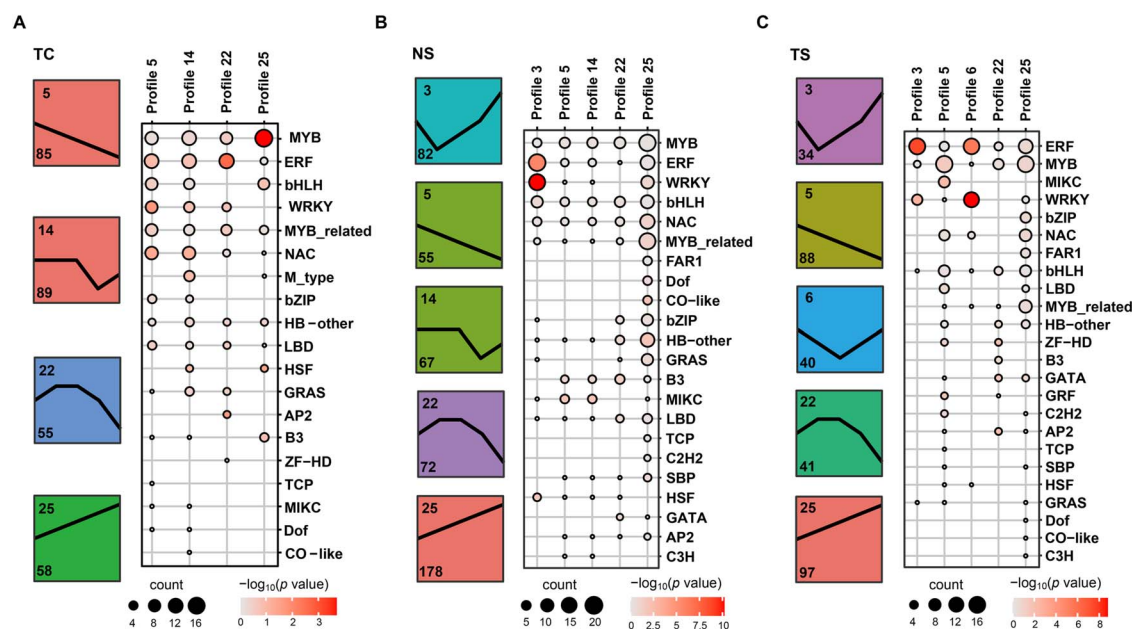 A
TC
Profile 5
Profile 14
Profile 22
Profile 25
5
85
14
89
22
55
25
58
MYB
ERF
bHLH
WRKY
MYB_related
NAC
M_type
bZIP
HB-other
LBD
HSF
GRAS
AP2
B3
ZF-HD
TCP
MIKC
Dof
CO-like
count
4 8 12 16
-log10(p value)
0 1 2 3
B
NS
Profile 3
Profile 5
Profile 14
Profile 22
Profile 25
3
82
5
55
14
67
22
72
25
178
MYB
ERF
WRKY
bHLH
NAC
MYB_related
FAR1
Dof
CO-like
bZIP
HB-other
GRAS
B3
MIKC
LBD
TCP
C2H2
SBP
HSF
GATA
AP2
C3H
count
5 10 15 20
-log10(p value)
0 2.5 5 7.5 10
C
TS
Profile 3
Profile 5
Profile 6
Profile 22
Profile 25
3
34
5
88
6
40
22
41
25
97
ERF
MYB
MIKC
WRKY
bZIP
NAC
FAR1
bHLH
LBD
MYB_related
HB-other
ZF-HD
B3
GATA
GRF
C2H2
AP2
TCP
SBP
HSF
GRAS
Dof
CO-like
C3H
count
4 8 12 16
-log10(p value)
0 2 4 6 8